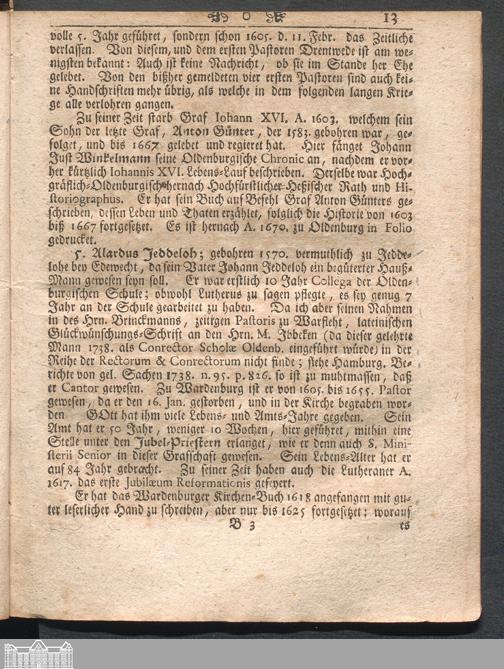 O 13
volle 5. Jahr geführet, sondern schon 1605. d. 11. Febr. das Zeitliche
verlassen. Von diesem, und dem ersten Pastoren Drentwede ist am we-
nigsten bekannt: Auch ist keine Nachricht, ob sie im Stande der Ehe
gelebet. Von den bißher gemeldeten vier ersten Pastoren sind auch kei-
ne Handschriften mehr übrig, als welche in dem folgenden langen Krie-
ge alle verlohren gangen.
Zu seiner Zeit starb Graf Iohann XVI. A. 1603. welchem sein
Sohn der letzte Graf, Anton Günter, der 1583. gebohren war, ge-
folget, und bis 1667 gelebet und regieret hat. Hier fänget Johann
Just Winkelmann seine Oldenburgische Chronic an, nachdem er vor-
her kürtzlich Iohannis XVI. Lebens-Lauf beschrieben. Derselbe war Hoch-
gräflich-Oldenburgischer hernach Hochfürstlicher Heßischer Rath und Hi-
storiographus. Er hat sein Buch auf Befehl Graf Anton Günters ge-
schrieben, dessen Leben und Thaten erzählet, folglich die Historie von 1603
biß 1667 fortgesetzet. Es ist hernach A. 1670. zu Oldenburg in Folio
gedrucket.
5. Alardus Jeddeloh; gebohren 1570. vermuthlich zu Jedde-
lohe bey Edewecht, da sein Vater Johann Jeddeloh ein begüterter Hauß-
Mann gewesen seyn soll. Er war erstlich 10 Jahr Collega der Olden-
burgischen Schule; obwohl Lutherus zu sagen pflegte, es sey genug 7
Jahr an der Schule gearbeitet zu haben. Da ich aber seinen Nahmen
in des Hrn. Brinckmanns, zeitigen Pastoris zu Warfleht, lateinischen
Glückwünschungs-Schrift an den Hrn. M. Ibbeken (da dieser gelehrte
Mann 1738. als Conrector Scholæ Oldenb. eingeführt würde) in der
Reihe der Rectorum & Conrectorum nicht finde; siehe Hamburg. Be-
richte von gel. Sachen 1738. n. 95. p. 826. so ist zu muhtmassen, daß
er Cantor gewesen. Zu Wardenburg ist er von 1605. bis 1655. Pastor
gewesen, da er den 16. Jan. gestorben, und in der Kirche begraben wor-
den GOtt hat ihm viele Lebens- und Amts-Jahre gegeben. Sein
Amt hat er 50 Jahr, weniger 10 Wochen, hier geführet, mithin eine
Stelle unter den Jubel-Priestern erlanget, wie er denn auch S. Mini-
sterii Senior in dieser Grafschaft gewesen. Sein Lebens-Alter hat er
auf 84 Jahr gebracht. Zu seiner Zeit haben auch die Lutheraner A.
1617. das erste Jubilæum Reformationis gefeyert.
Er hat das Wardenburger Kirchen-Buch 1618 angefangen mit gu-
ter leserlicher Hand zu schreiben, aber nur bis 1625 fortgesetzet; worauf
B 3 es